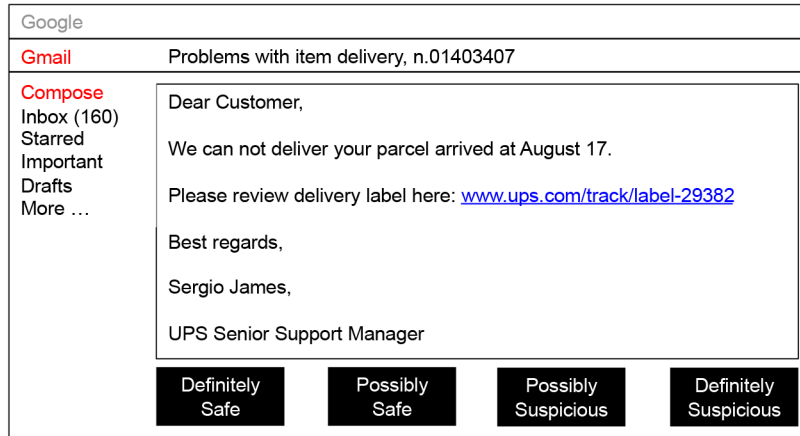 Google
Gmail
Problems with item delivery, n.01403407
Compose
Inbox (160)
Starred
Important
Drafts
More …
Dear Customer,
We can not deliver your parcel arrived at August 17.
Please review delivery label here: www.ups.com/track/label-29382
Best regards,
Sergio James,
UPS Senior Support Manager
Definitely
Safe
Possibly
Safe
Possibly
Suspicious
Definitely
Suspicious